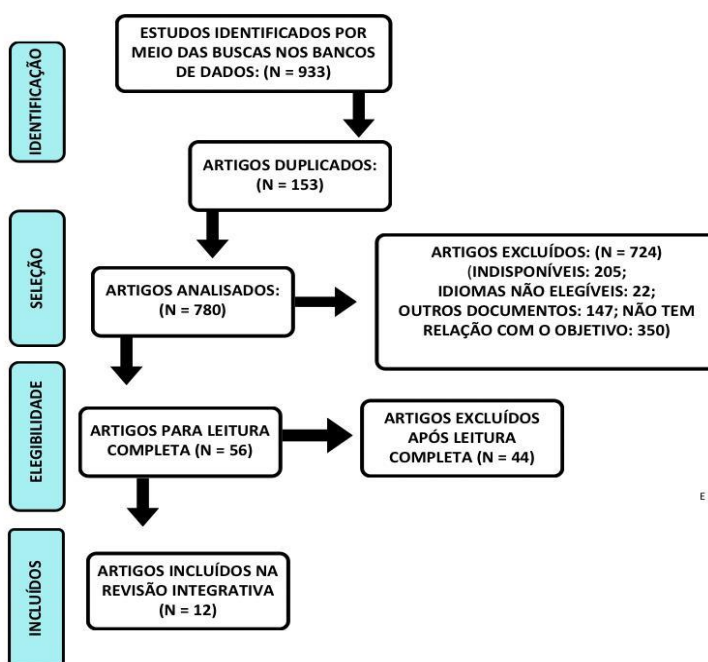 IDENTIFICAÇÃO
ESTUDOS IDENTIFICADOS POR
MEIO DAS BUSCAS NOS BANCOS
DE DADOS: (N = 933)
ARTIGOS DUPLICADOS:
(N = 153)
SELEÇÃO
ARTIGOS ANALISADOS:
(N = 780)
ARTIGOS EXCLUÍDOS: (N = 724)
(INDISPONÍVEIS: 205;
IDIOMAS NÃO ELEGÍVEIS: 22;
OUTROS DOCUMENTOS: 147; NÃO TEM
RELAÇÃO COM O OBJETIVO: 350)
ELEGIBILIDADE
ARTIGOS PARA LEITURA
COMPLETA (N = 56)
ARTIGOS EXCLUÍDOS
APÓS LEITURA
COMPLETA (N = 44)
E
INCLUÍDOS
ARTIGOS INCLUÍDOS NA
REVISÃO INTEGRATIVA
(N = 12)